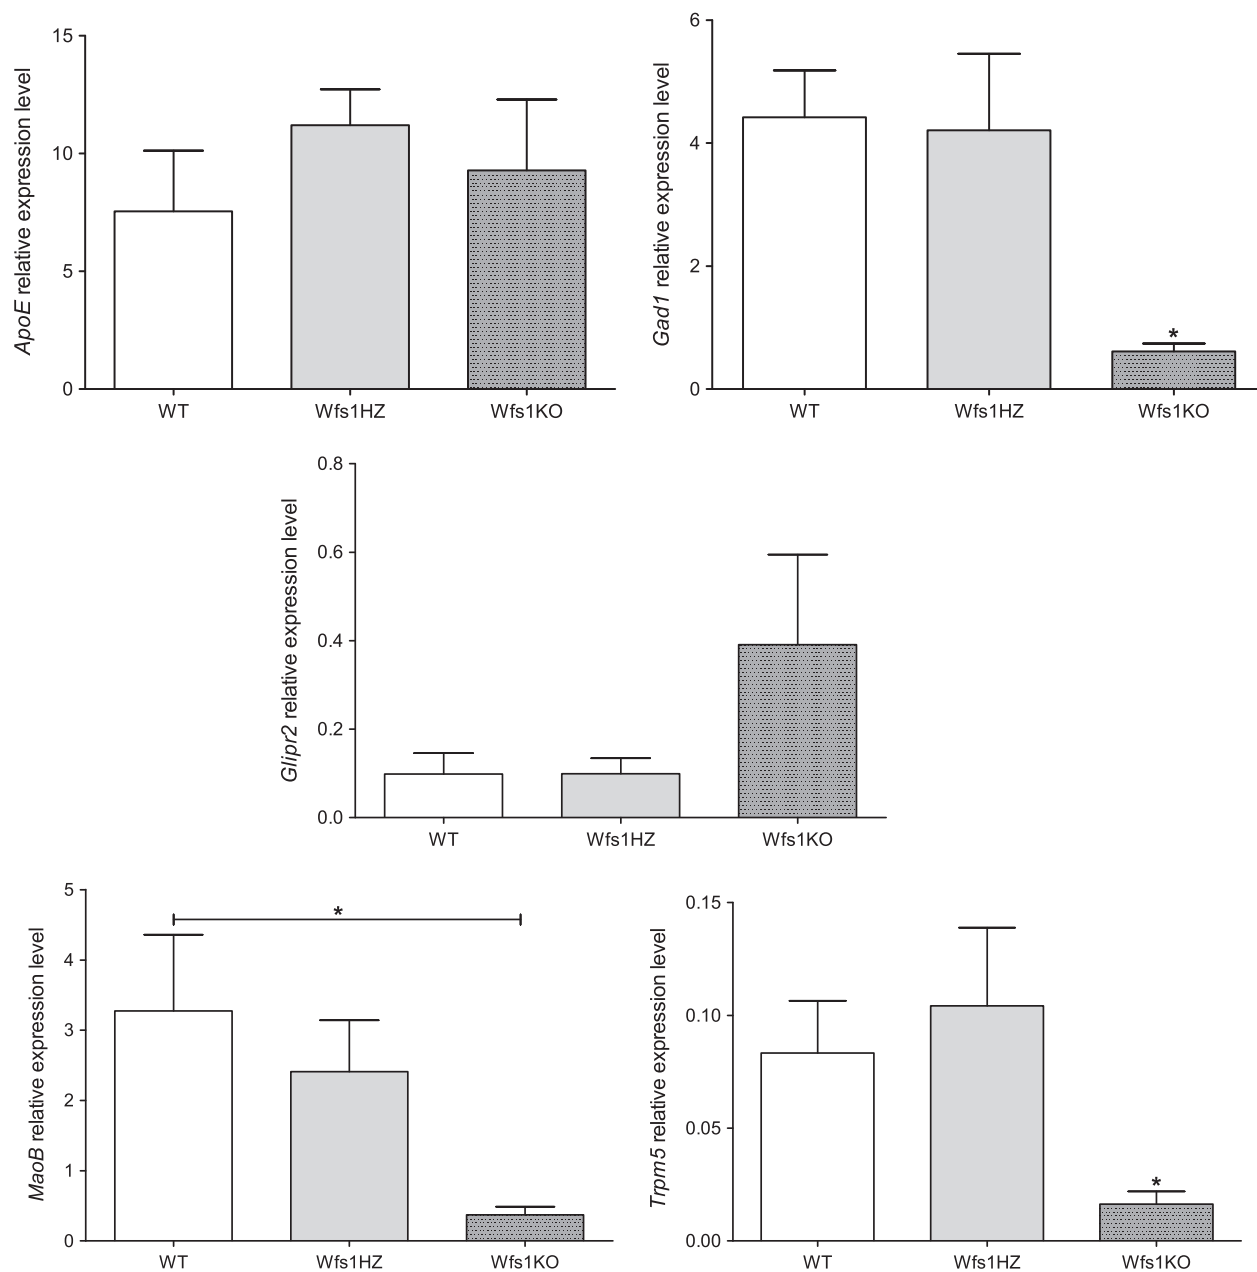 ApoE relative expression level
15
10
5
0
WT
Wfs1HZ
Wfs1KO
Gad1 relative expression level
6
4
2
0
*
WT
Wfs1HZ
Wfs1KO
Glipr2 relative expression level
0.8
0.6
0.4
0.2
0.0
WT
Wfs1HZ
Wfs1KO
MaoB relative expression level
5
4
3
2
1
0
*
WT
Wfs1HZ
Wfs1KO
Trpm5 relative expression level
0.15
0.10
0.05
0.00
*
WT
Wfs1HZ
Wfs1KO